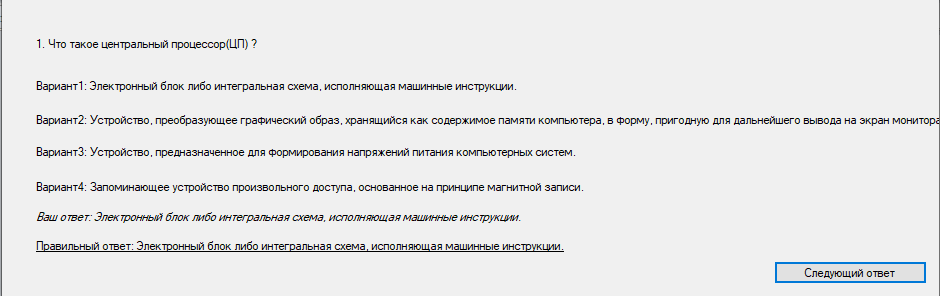 1. Что такое центральный процессор(ЦП) ?
Вариант1: Электронный блок либо интегральная схема, исполняющая машинные инструкции.
Вариант2: Устройство, преобразующее графический образ, хранящийся как содержимое памяти компьютера, в форму, пригодную для дальнейшего вывода на экран монитора
Вариант3: Устройство, предназначенное для формирования напряжений питания компьютерных систем.
Вариант4: Запоминающее устройство произвольного доступа, основанное на принципе магнитной записи.
Ваш ответ: Электронный блок либо интегральная схема, исполняющая машинные инструкции.
Правильный ответ: Электронный блок либо интегральная схема, исполняющая машинные инструкции.
Следующий ответ